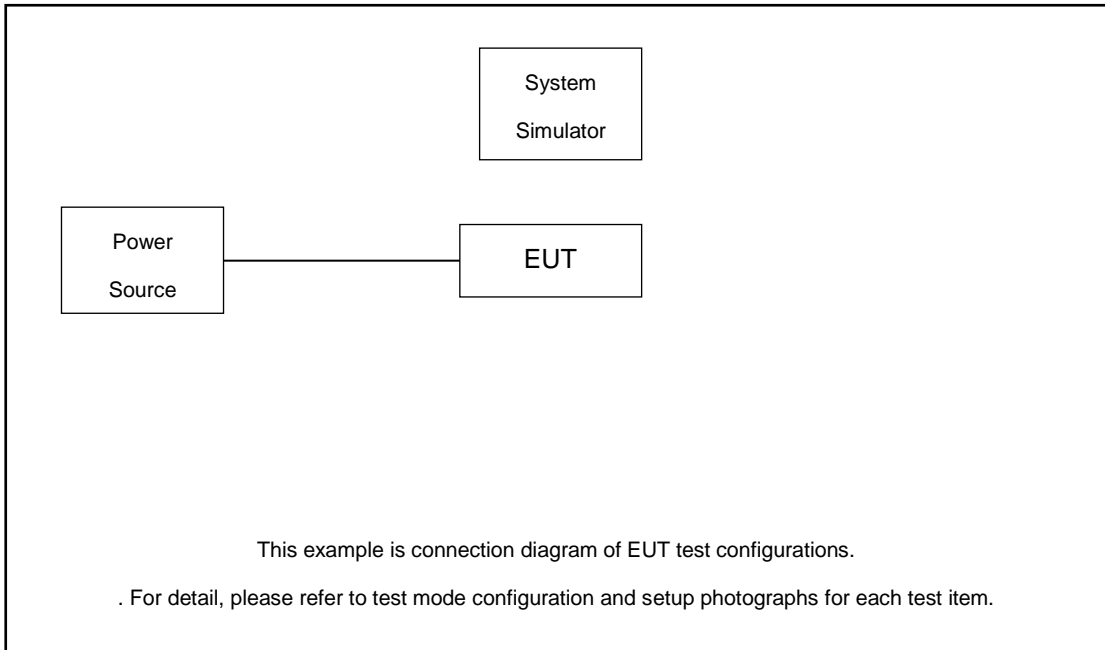 System
Simulator
Power
Source
EUT
This example is connection diagram of EUT test configurations.
. For detail, please refer to test mode configuration and setup photographs for each test item.